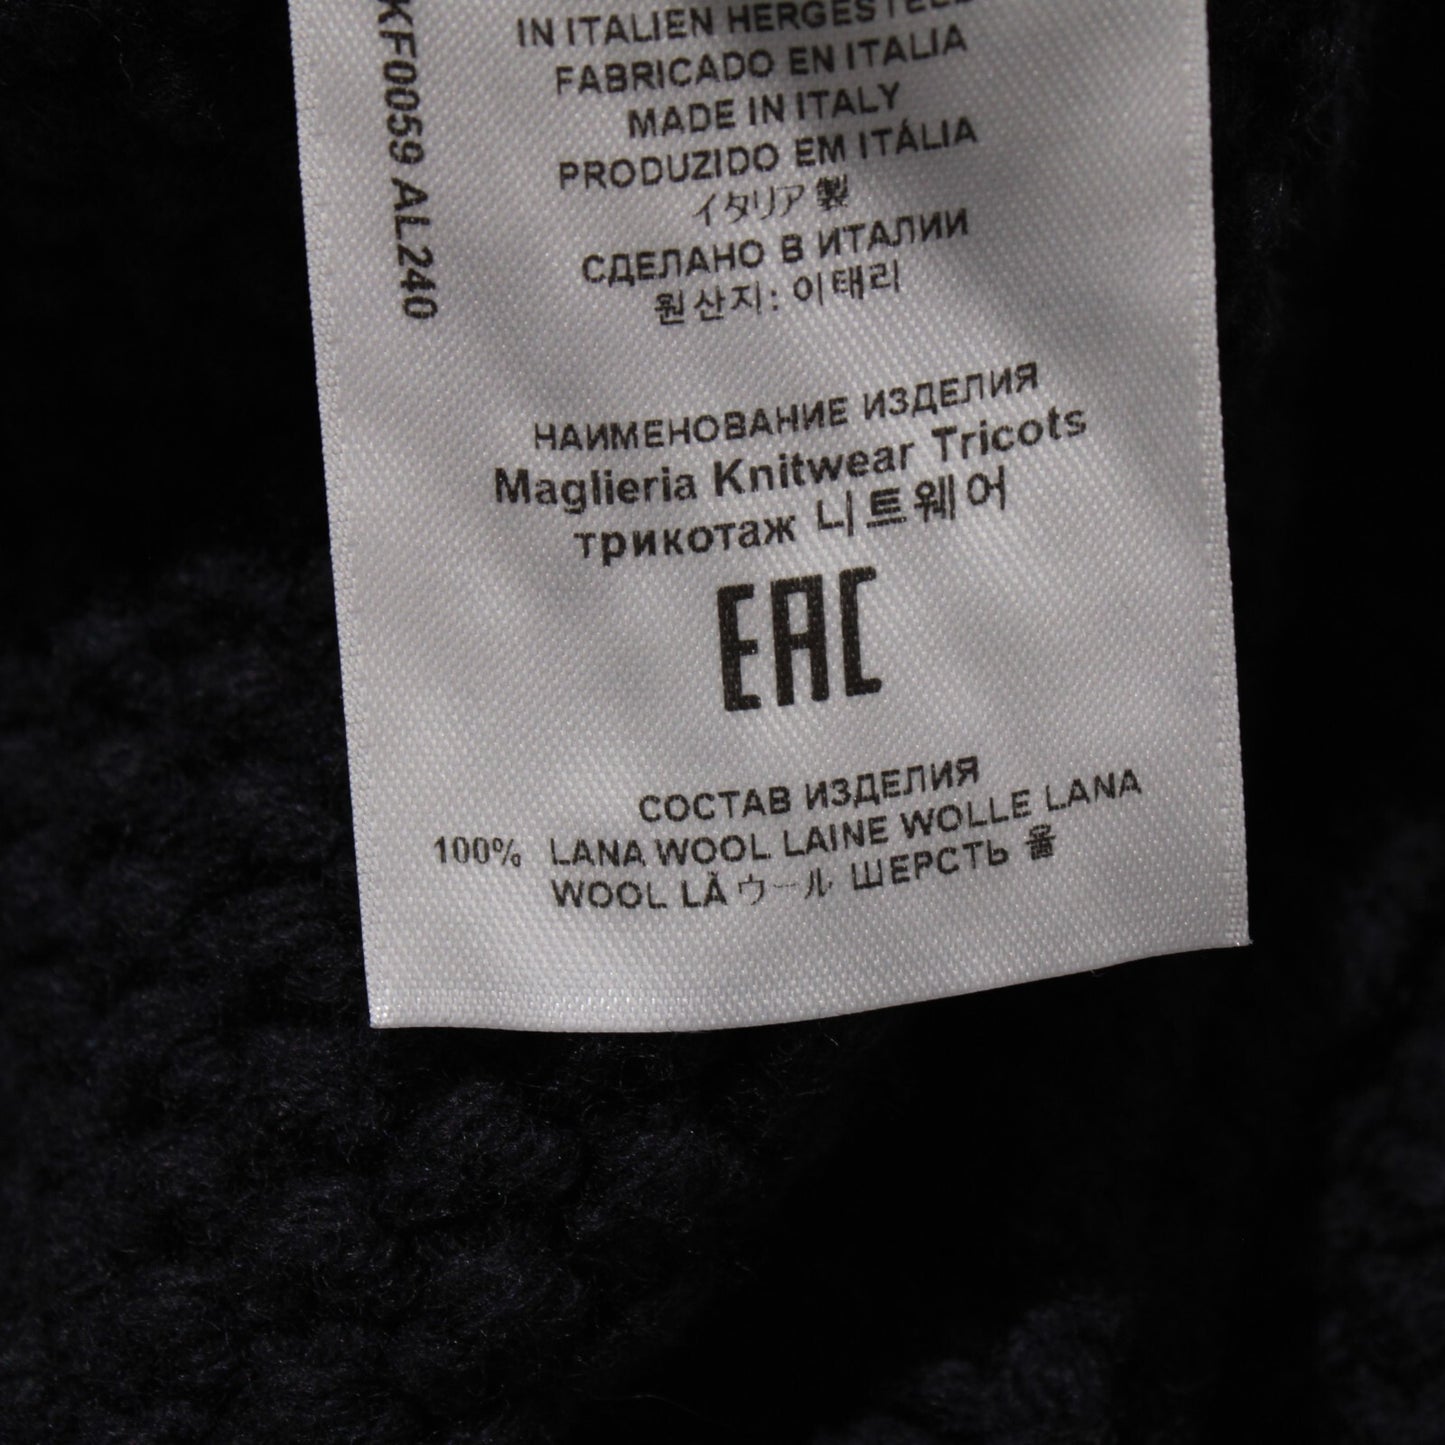 IN ITALIEN HERGESTELLT
FABRICADO EN ITALIA
MADE IN ITALY
PRODUZIDO EM ITÁLIA
イタリア製
СДЕЛАНО В ИТАЛИИ
원산지: 이태리
KF0059 AL240
НАИМЕНОВАНИЕ ИЗДЕЛИЯ
Maglieria Knitwear Tricots
трикотаж 니트웨어
EAC
СОСТАВ ИЗДЕЛИЯ
100% LANA WOOL LAINE WOLLE LANA
WOOL LÃ ウール ШЕРСТЬ 울